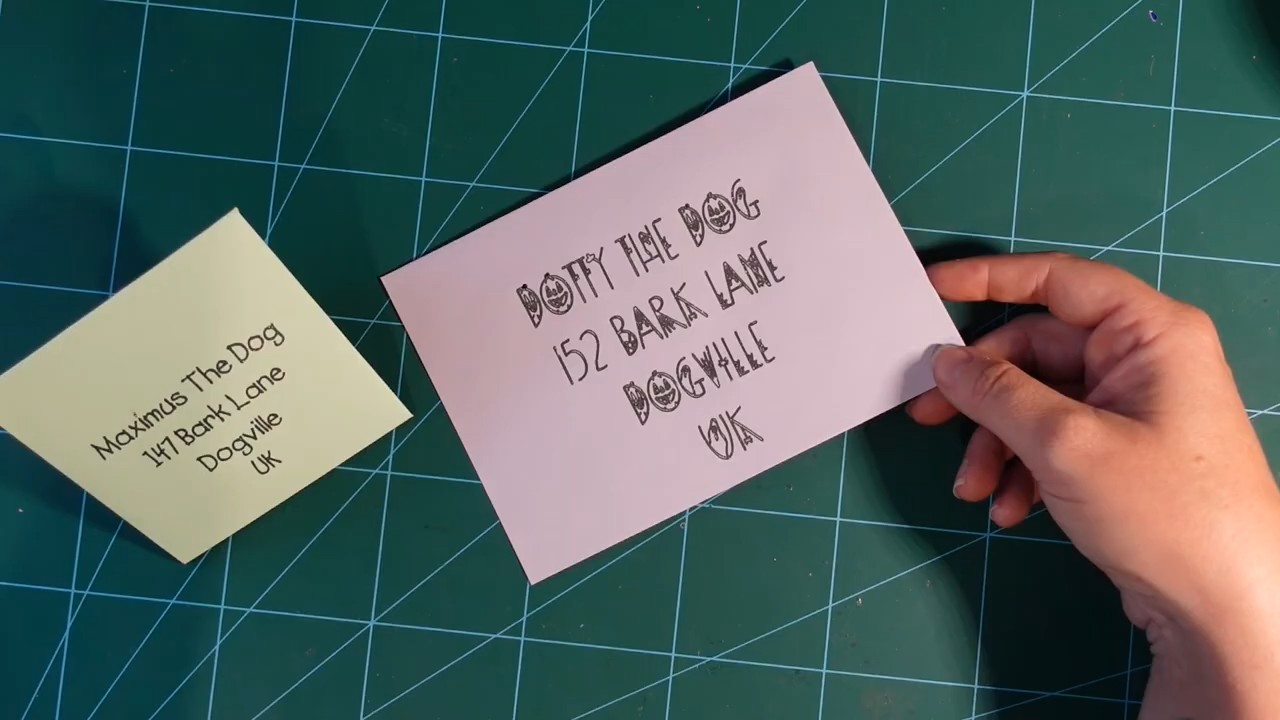 Maximus The Dog
147 Bark Lane
Dogville
UK
DOTTY THE DOG
152 BARK LANE
DOGVILLE
UK